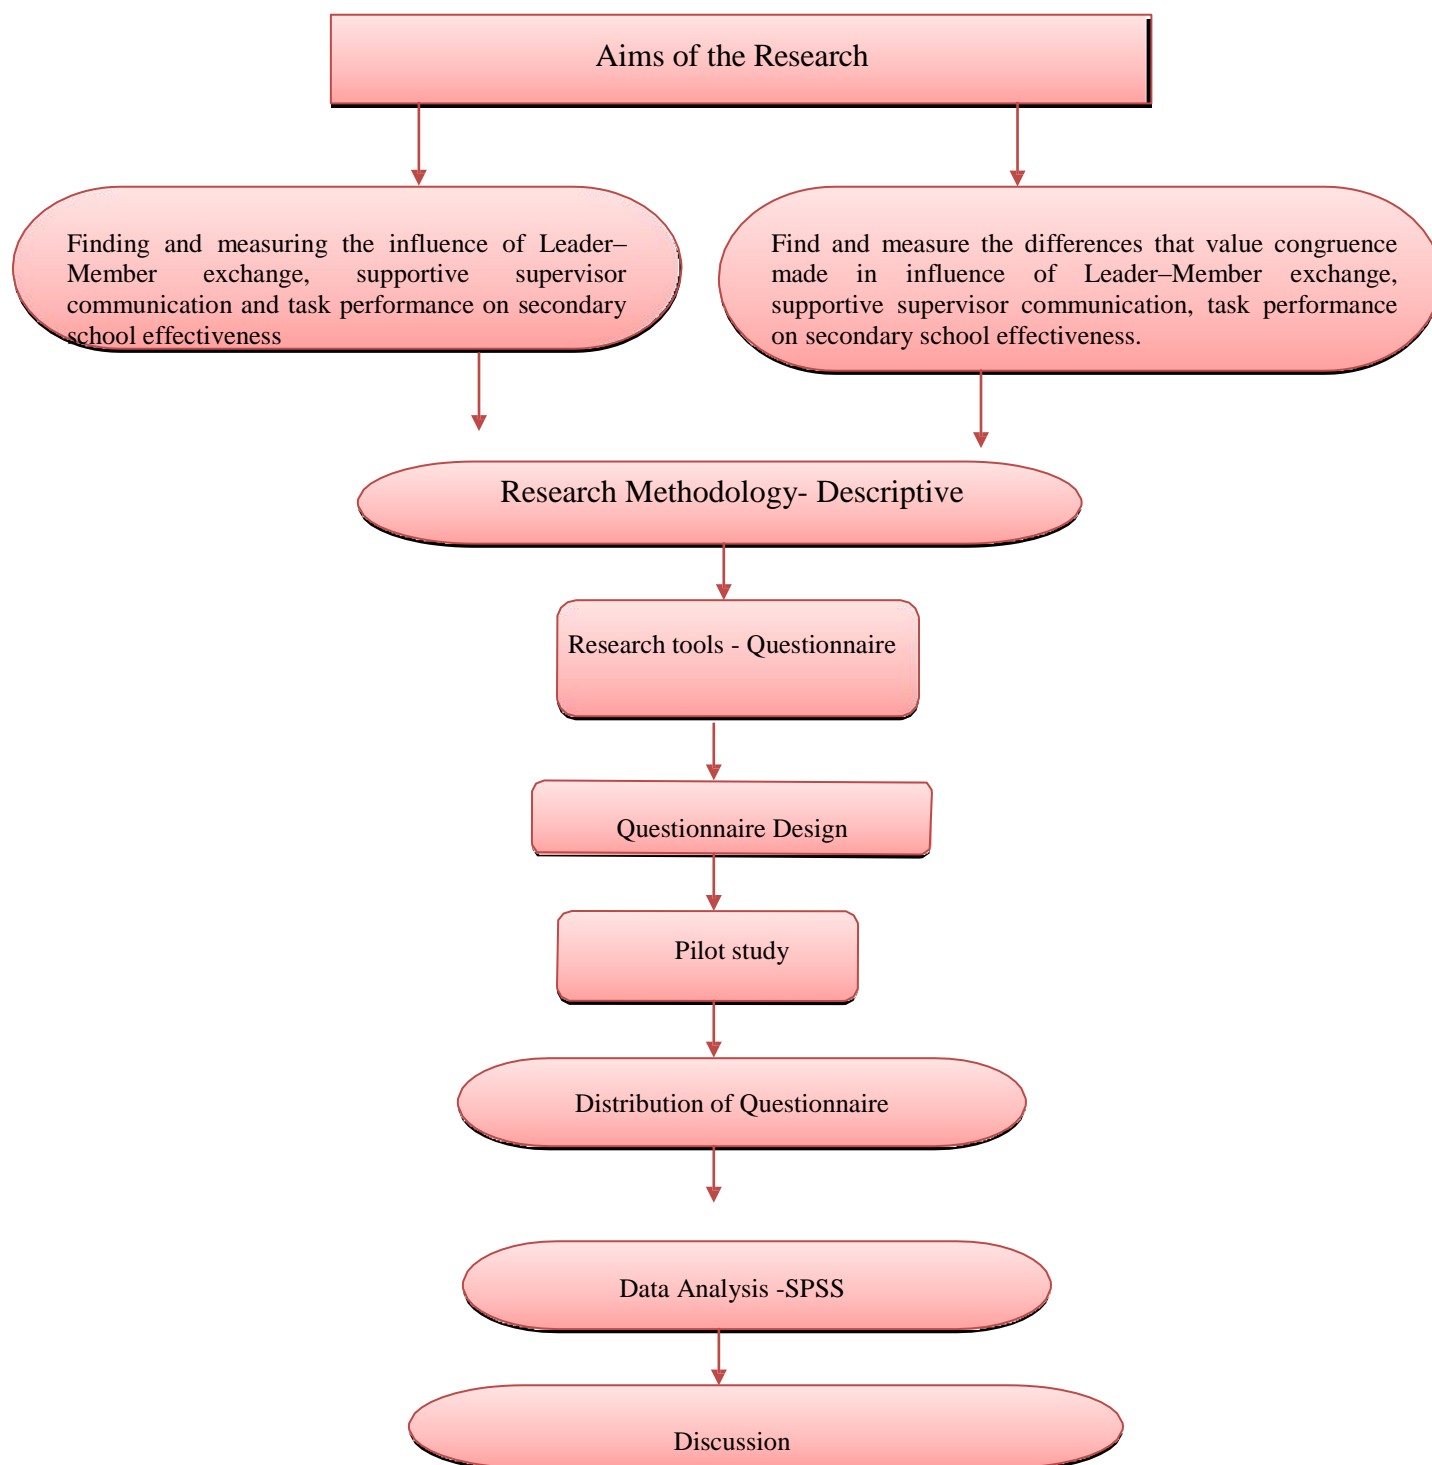 Aims of the Research
Finding and measuring the influence of Leader–
Member exchange, supportive supervisor
communication and task performance on secondary
school effectiveness
Find and measure the differences that value congruence
made in influence of Leader–Member exchange,
supportive supervisor communication, task performance
on secondary school effectiveness.
Research Methodology- Descriptive
Research tools - Questionnaire
Questionnaire Design
Pilot study
Distribution of Questionnaire
Data Analysis -SPSS
Discussion